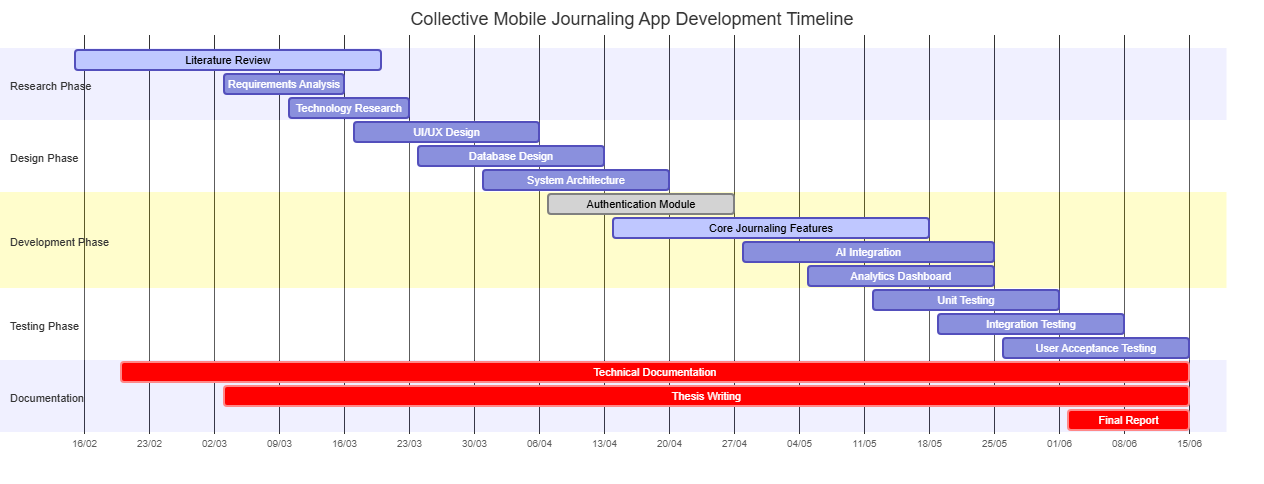 Collective Mobile Journaling App Development Timeline
Research Phase
Literature Review
Requirements Analysis
Technology Research
Design Phase
UI/UX Design
Database Design
System Architecture
Development Phase
Authentication Module
Core Journaling Features
AI Integration
Analytics Dashboard
Testing Phase
Unit Testing
Integration Testing
User Acceptance Testing
Documentation
Technical Documentation
Thesis Writing
Final Report
16/02 23/02 02/03 09/03 16/03 23/03 30/03 06/04 13/04 20/04 27/04 04/05 11/05 18/05 25/05 01/06 08/06 15/06